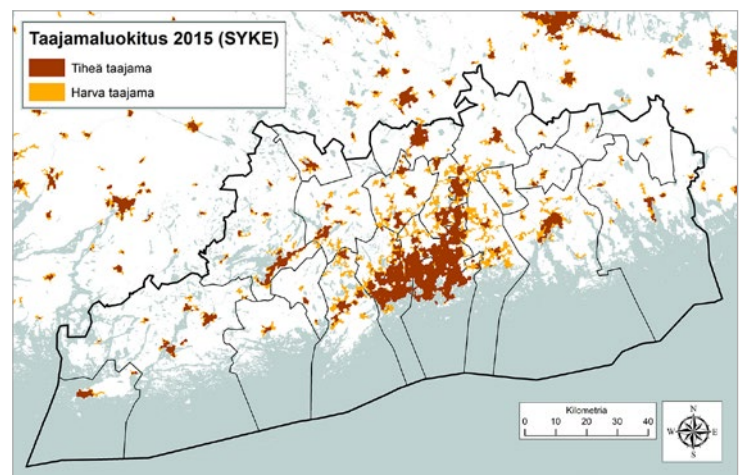 Taajamaluokitus 2015 (SYKE)
Tiheä taajama
Harva taajama
Kilometriä
0 10 20 30 40
N
W E
S